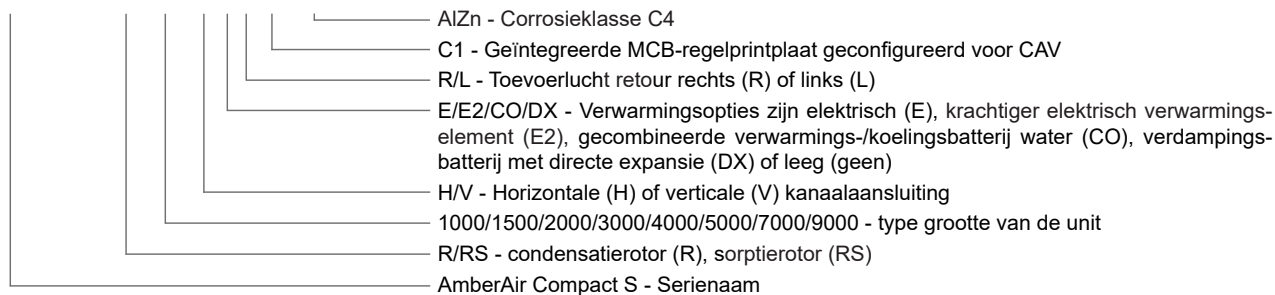 AlZn - Corrosieklasse C4
C1 - Geïntegreerde MCB-regelprintplaat geconfigureerd voor CAV
R/L - Toevoerlucht retour rechts (R) of links (L)
E/E2/CO/DX - Verwarmingsopties zijn elektrisch (E), krachtiger elektrisch verwarmings-
element (E2), gecombineerde verwarmings-/koelingsbatterij water (CO), verdampings-
batterij met directe expansie (DX) of leeg (geen)
H/V - Horizontale (H) of verticale (V) kanaalaansluiting
1000/1500/2000/3000/4000/5000/7000/9000 - type grootte van de unit
R/RS - condensatierotor (R), sorptierotor (RS)
AmberAir Compact S - Serienaam